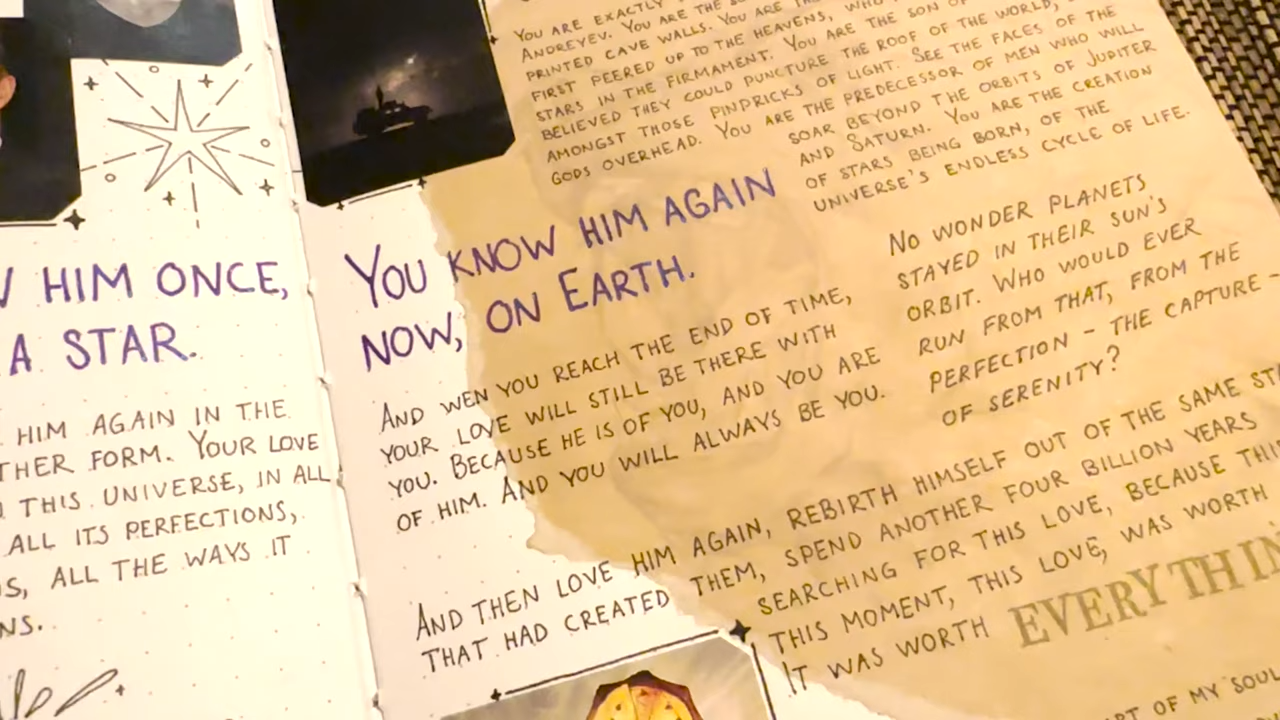 HIM ONCE,
A STAR.
HIM AGAIN IN THE
THER FORM. YOUR LOVE
THIS UNIVERSE, IN ALL
ALL ITS PERFECTIONS,
S, ALL THE WAYS IT
NS.
YOU ARE EXACTLY
ANDREYEV. YOU ARE THE
PRINTED CAVE WALLS. YOU ARE
FIRST PEERED UP TO THE HEAVENS, WHO
STARS IN THE FIRMAMENT. YOU ARE THE SON OF
BELIEVED THEY COULD PUNCTURE THE ROOF OF THE WORLD,
AMONGST THOSE PINPRICKS OF LIGHT. SEE THE FACES OF THE
GODS OVERHEAD. YOU ARE THE PREDECESSOR OF MEN WHO WILL
SOAR BEYOND THE ORBITS OF JUPITER
AND SATURN. YOU ARE THE CREATION
OF STARS BEING BORN, OF THE
UNIVERSE'S ENDLESS CYCLE OF LIFE.
YOU KNOW HIM AGAIN
NOW, ON EARTH.
AND WEN YOU REACH THE END OF TIME,
YOUR LOVE WILL STILL BE THERE WITH
YOU. BECAUSE HE IS OF YOU, AND YOU ARE
OF HIM. AND YOU WILL ALWAYS BE YOU.
NO WONDER PLANETS
STAYED IN THEIR SUN'S
ORBIT. WHO WOULD EVER
RUN FROM THAT, FROM THE
PERFECTION – THE CAPTURE –
OF SERENITY?
AND THEN LOVE HIM AGAIN, REBIRTH HIMSELF OUT OF THE SAME
THAT HAD CREATED THEM, SPEND ANOTHER FOUR BILLION YEARS
SEARCHING FOR THIS LOVE, BECAUSE
THIS MOMENT, THIS LOVE, WAS WORTH
IT WAS WORTH EVERYTHIN
OF MY SOUL